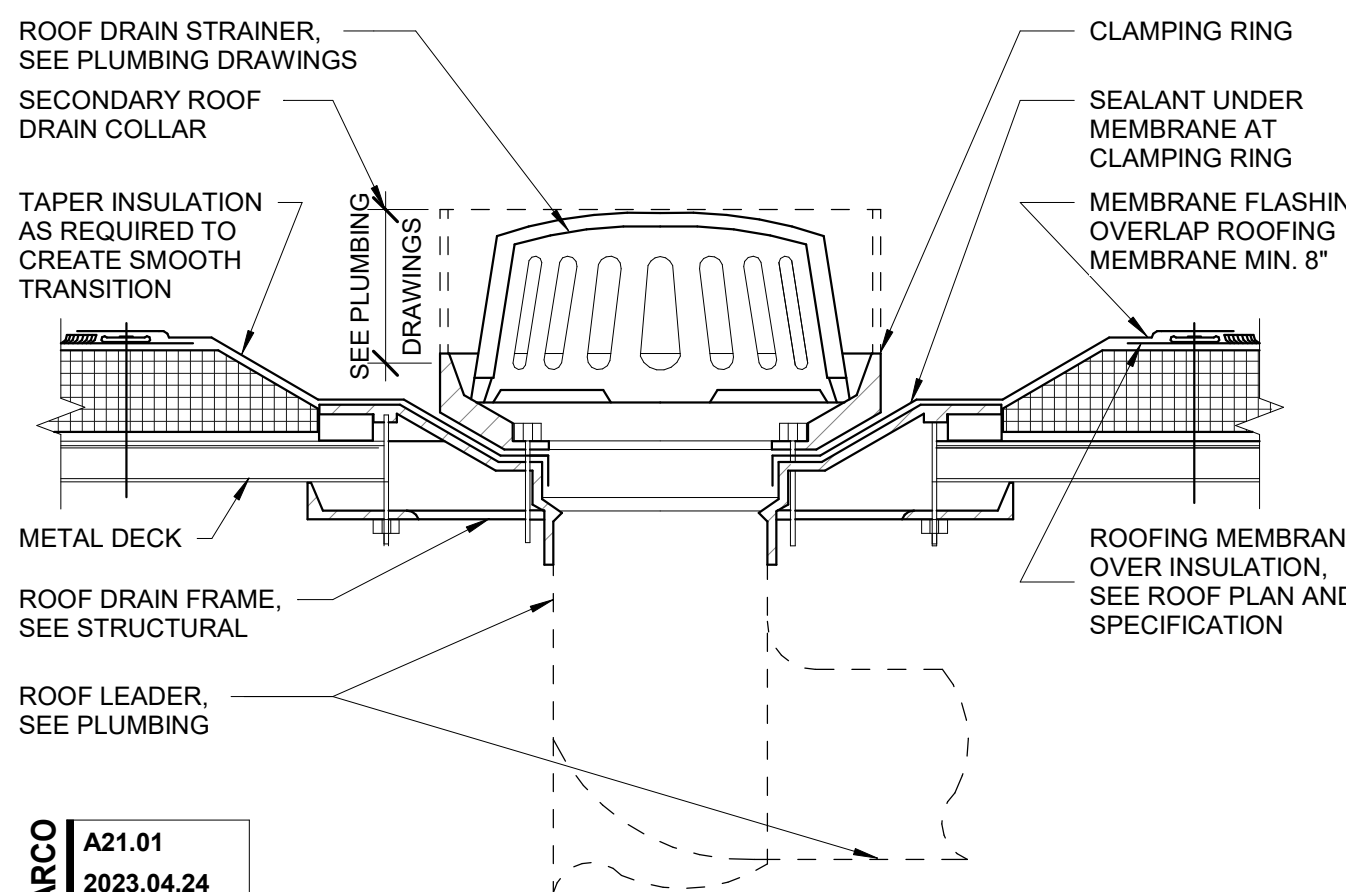 ROOF DRAIN STRAINER,
SEE PLUMBING DRAWINGS
SECONDARY ROOF
DRAIN COLLAR
TAPER INSULATION
AS REQUIRED TO
CREATE SMOOTH
TRANSITION
SEE PLUMBING
DRAWINGS
METAL DECK
ROOF DRAIN FRAME,
SEE STRUCTURAL
ROOF LEADER,
SEE PLUMBING
CLAMPING RING
SEALANT UNDER
MEMBRANE AT
CLAMPING RING
MEMBRANE FLASHIN
OVERLAP ROOFING
MEMBRANE MIN. 8"
ROOFING MEMBRAN
OVER INSULATION,
SEE ROOF PLAN AND
SPECIFICATION
ARCO
A21.01
2023.04.24